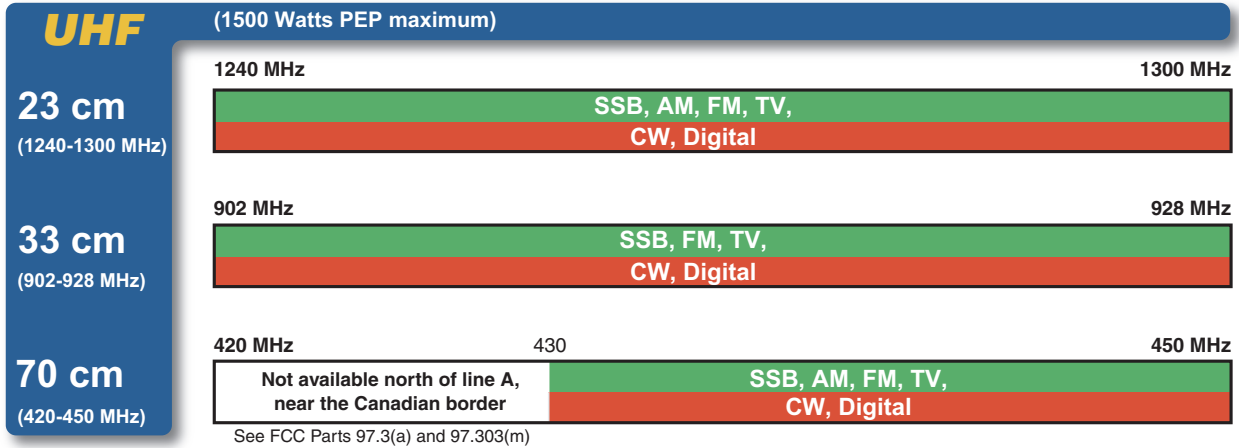 UHF
(1500 Watts PEP maximum)
23 cm
(1240-1300 MHz)
1240 MHz
1300 MHz
SSB, AM, FM, TV,
CW, Digital
33 cm
(902-928 MHz)
902 MHz
928 MHz
SSB, FM, TV,
CW, Digital
70 cm
(420-450 MHz)
420 MHz
430
450 MHz
Not available north of line A,
near the Canadian border
SSB, AM, FM, TV,
CW, Digital
See FCC Parts 97.3(a) and 97.303(m)